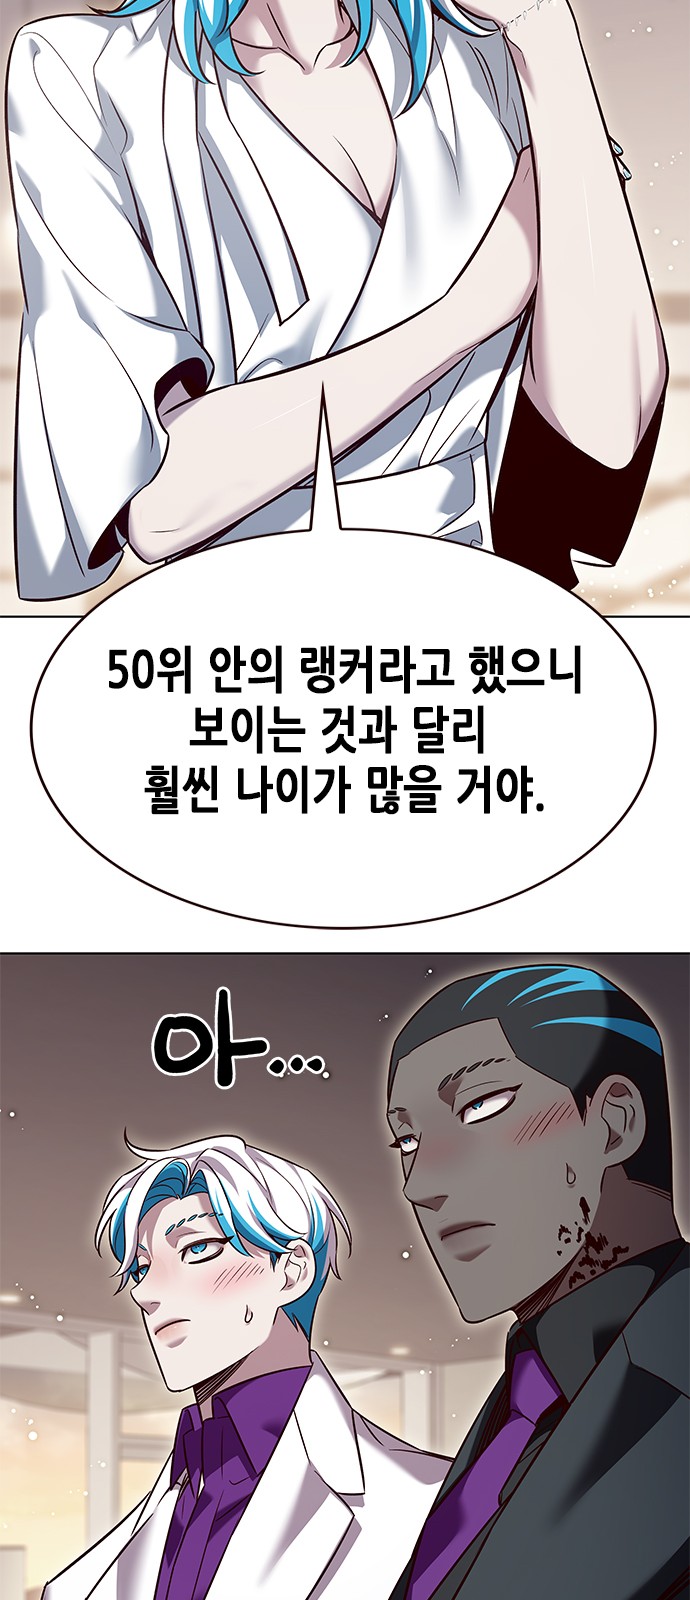 50위 안의 랭커라고 했으니
보이는 것과 달리
훨씬 나이가 많을 거야.
아...